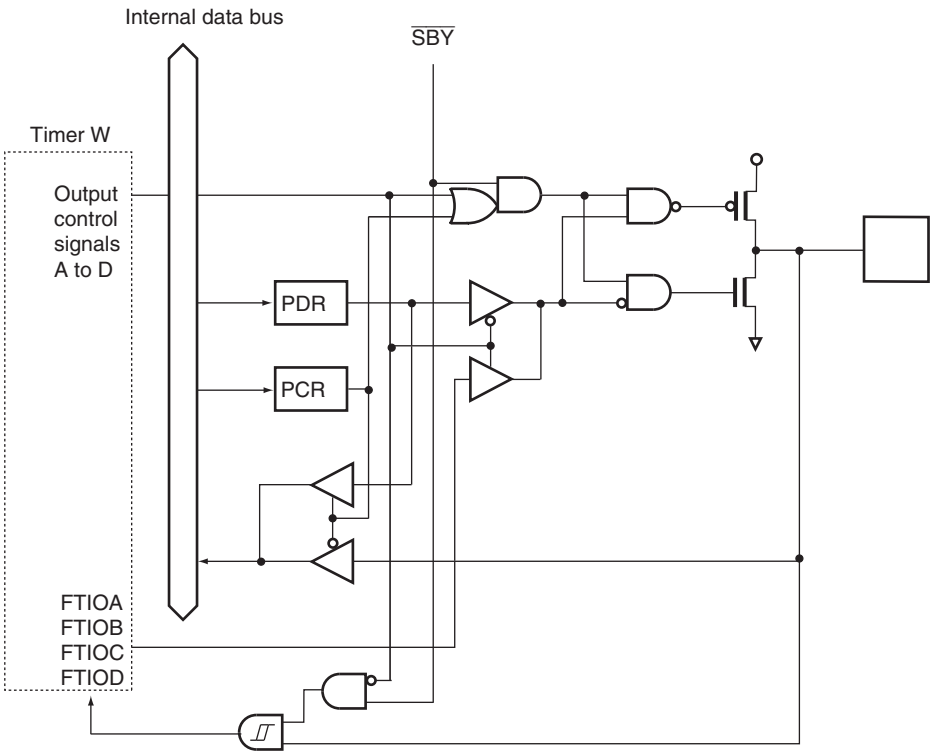 Internal data bus
SBY
Timer W
Output
control
signals
A to D
PDR
PCR
FTIOA
FTIOB
FTIOC
FTIOD